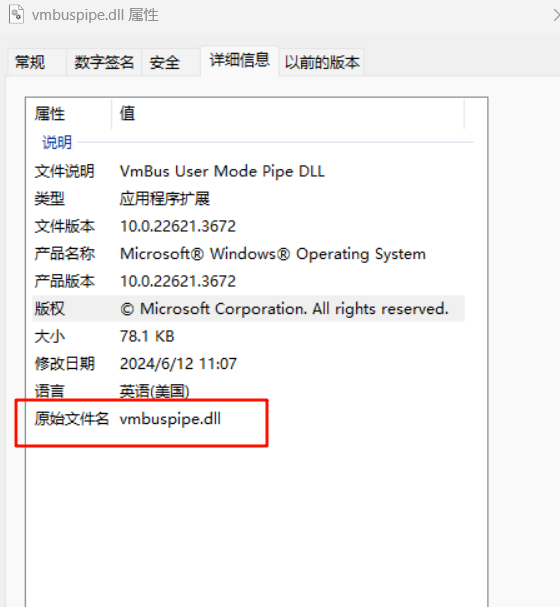 vmbuspipe.dll 属性
常规 数字签名 安全 详细信息 以前的版本
属性 值
说明
文件说明 VmBus User Mode Pipe DLL
类型 应用程序扩展
文件版本 10.0.22621.3672
产品名称 Microsoft® Windows® Operating System
产品版本 10.0.22621.3672
版权 © Microsoft Corporation. All rights reserved.
大小 78.1 KB
修改日期 2024/6/12 11:07
语言 英语(美国)
原始文件名 vmbuspipe.dll